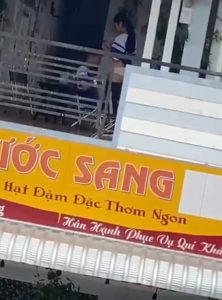 ƯỚC SANG
Hạt Đậm Đặc Thơm Ngon
Hân Hạnh Phục Vụ Quí Khá